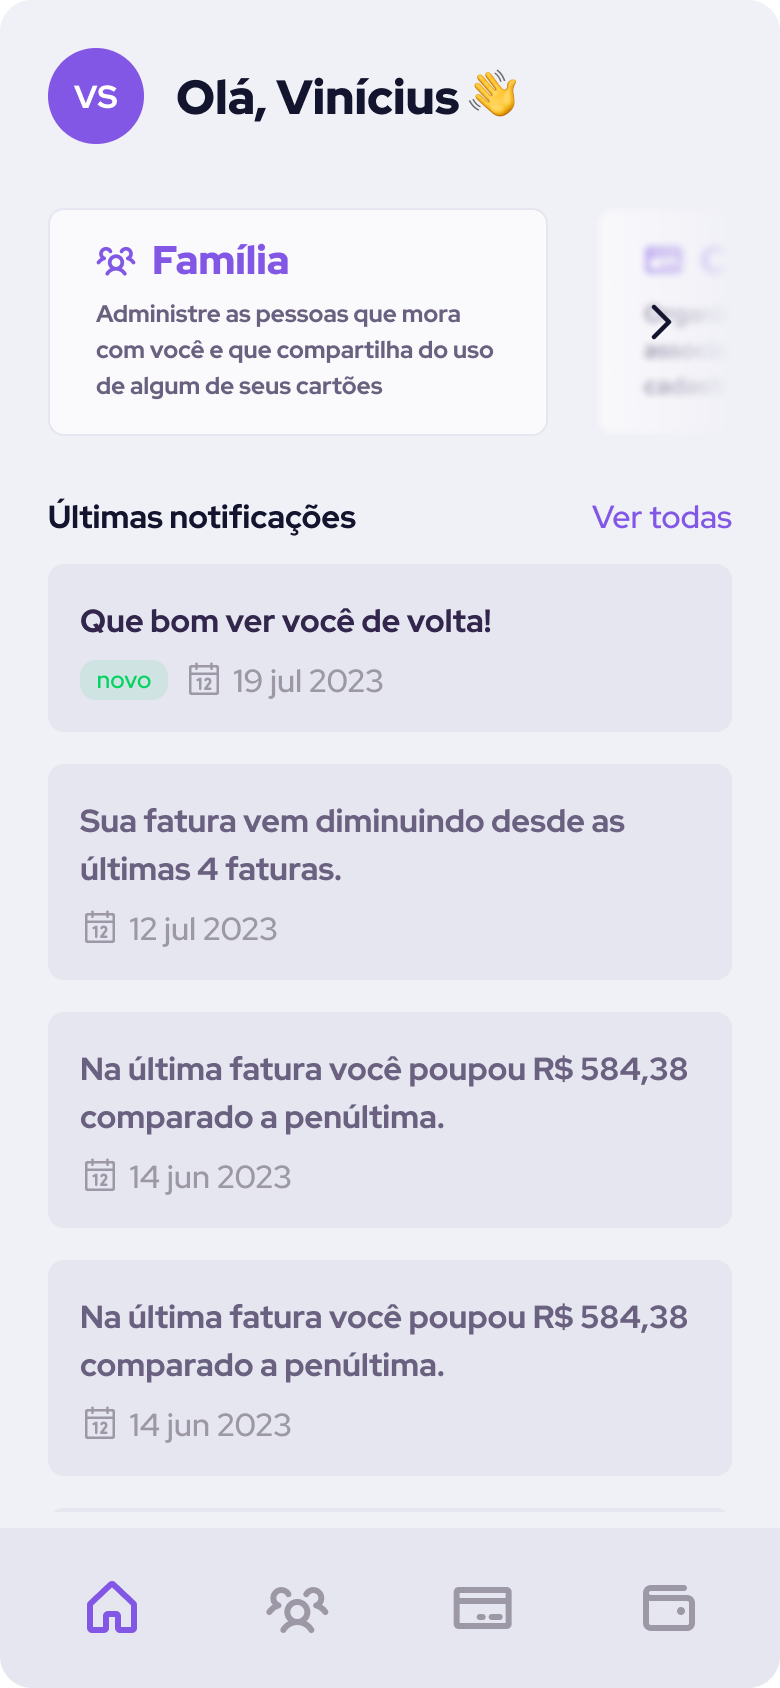 VS
Olá, Vinícius 👋
Família
Administre as pessoas que mora
com você e que compartilha do uso
de algum de seus cartões
Últimas notificações
Ver todas
Que bom ver você de volta!
novo
12
19 jul 2023
Sua fatura vem diminuindo desde as
últimas 4 faturas.
12
12 jul 2023
Na última fatura você poupou R$ 584,38
comparado a penúltima.
12
14 jun 2023
Na última fatura você poupou R$ 584,38
comparado a penúltima.
12
14 jun 2023